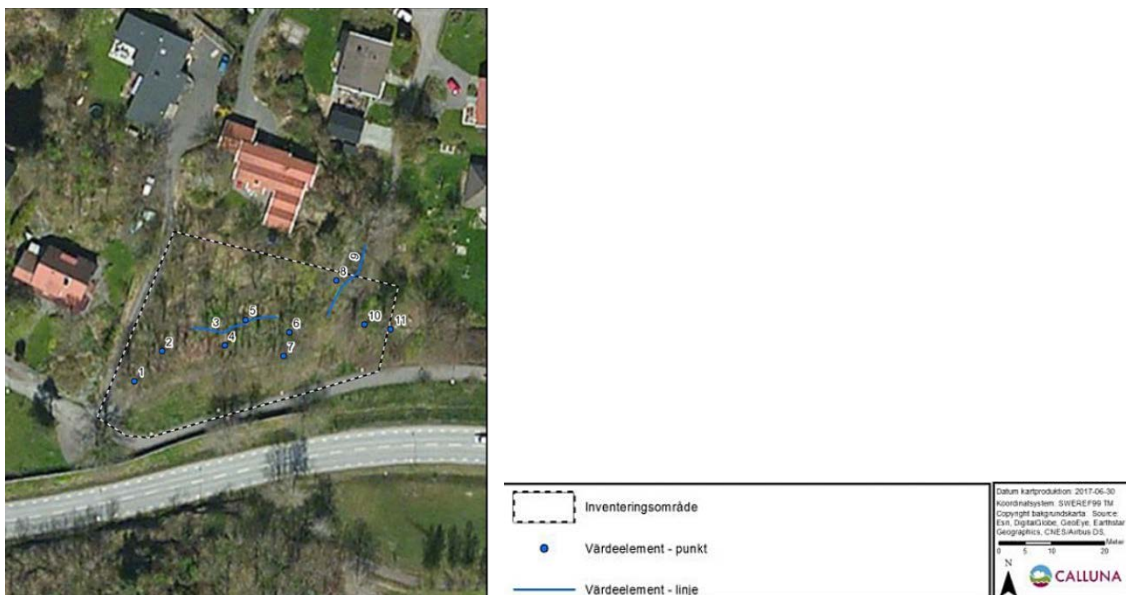 9
8
5
3
10
11
6
4
2
7
1
Inventeringsområde
Värdeelement - punkt
Värdeelement - linje
Datum kartproduktion: 2017-06-30
Koordinatsystem: SWEREF99 TM
Copyright bakgrundskarta: Source:
Esri, DigitalGlobe, GeoEye, Earthstar
Geographics, CNES/Airbus DS,
Meter
0 5 10 20
N
CALLUNA